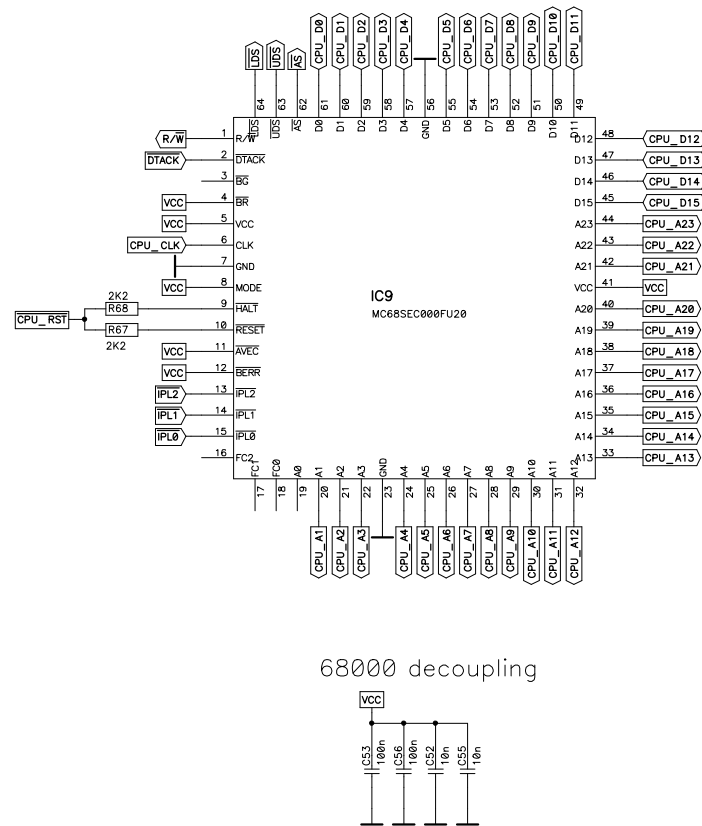 LDS
UDS
AS
CPU_D0
CPU_D1
CPU_D2
CPU_D3
CPU_D4
CPU_D5
CPU_D6
CPU_D7
CPU_D8
CPU_D9
CPU_D10
CPU_D11
64
63
62
61
60
59
58
57
56
55
54
53
52
51
50
49
LDS
UDS
AS
D0
D1
D2
D3
D4
GND
D5
D6
D7
D8
D9
D10
D11
R/W 1 R/W
DTACK 2 DTACK
3 BG
VCC 4 BR
VCC 5 VCC
CPU_CLK 6 CLK
7 GND
VCC 8 MODE
2K2
CPU_RST R68 9 HALT
R67 10 RESET
2K2
VCC 11 AVEC
VCC 12 BERR
IPL2 13 IPL2
IPL1 14 IPL1
IPL0 15 IPL0
16 FC2
IC9
MC68SEC000FU20
D12 48 CPU_D12
D13 47 CPU_D13
D14 46 CPU_D14
D15 45 CPU_D15
A23 44 CPU_A23
A22 43 CPU_A22
A21 42 CPU_A21
VCC 41 VCC
A20 40 CPU_A20
A19 39 CPU_A19
A18 38 CPU_A18
A17 37 CPU_A17
A16 36 CPU_A16
A15 35 CPU_A15
A14 34 CPU_A14
A13 33 CPU_A13
FC1
FC0
A0
A1
A2
A3
GND
A4
A5
A6
A7
A8
A9
A10
A11
A12
17
18
19
20
21
22
23
24
25
26
27
28
29
30
31
32
CPU_A1
CPU_A2
CPU_A3
CPU_A4
CPU_A5
CPU_A6
CPU_A7
CPU_A8
CPU_A9
CPU_A10
CPU_A11
CPU_A12
68000 decoupling
VCC
C53
100n
C56
100n
C52
10n
C55
10n